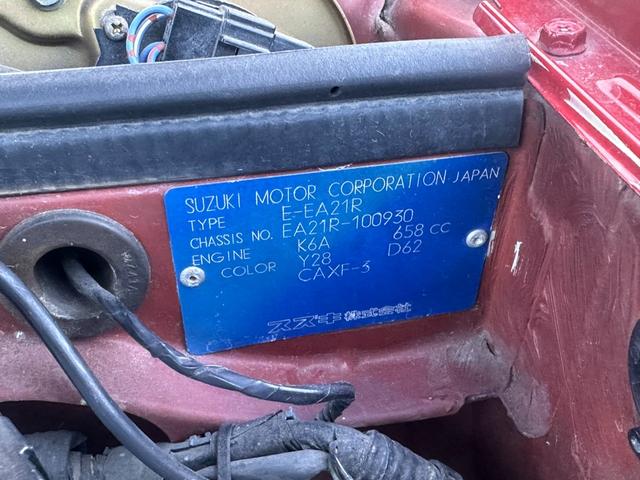 SUZUKI MOTOR CORPORATION JAPAN
TYPE E-EA21R
CHASSIS NO. EA21R-100930
ENGINE K6A 658 CC
COLOR Y28 D62
CAXF-3
スズキ株式会社